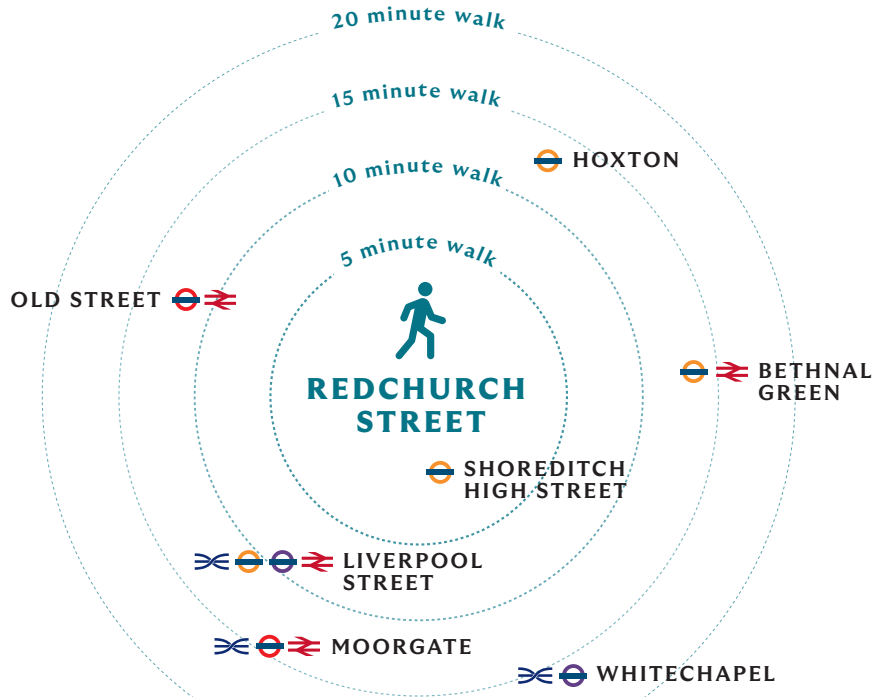 20 minute walk
15 minute walk
HOXTON
10 minute walk
5 minute walk
OLD STREET
REDCHURCH
STREET
BETHNAL
GREEN
SHOREDITCH
HIGH STREET
LIVERPOOL
STREET
MOORGATE
WHITECHAPEL